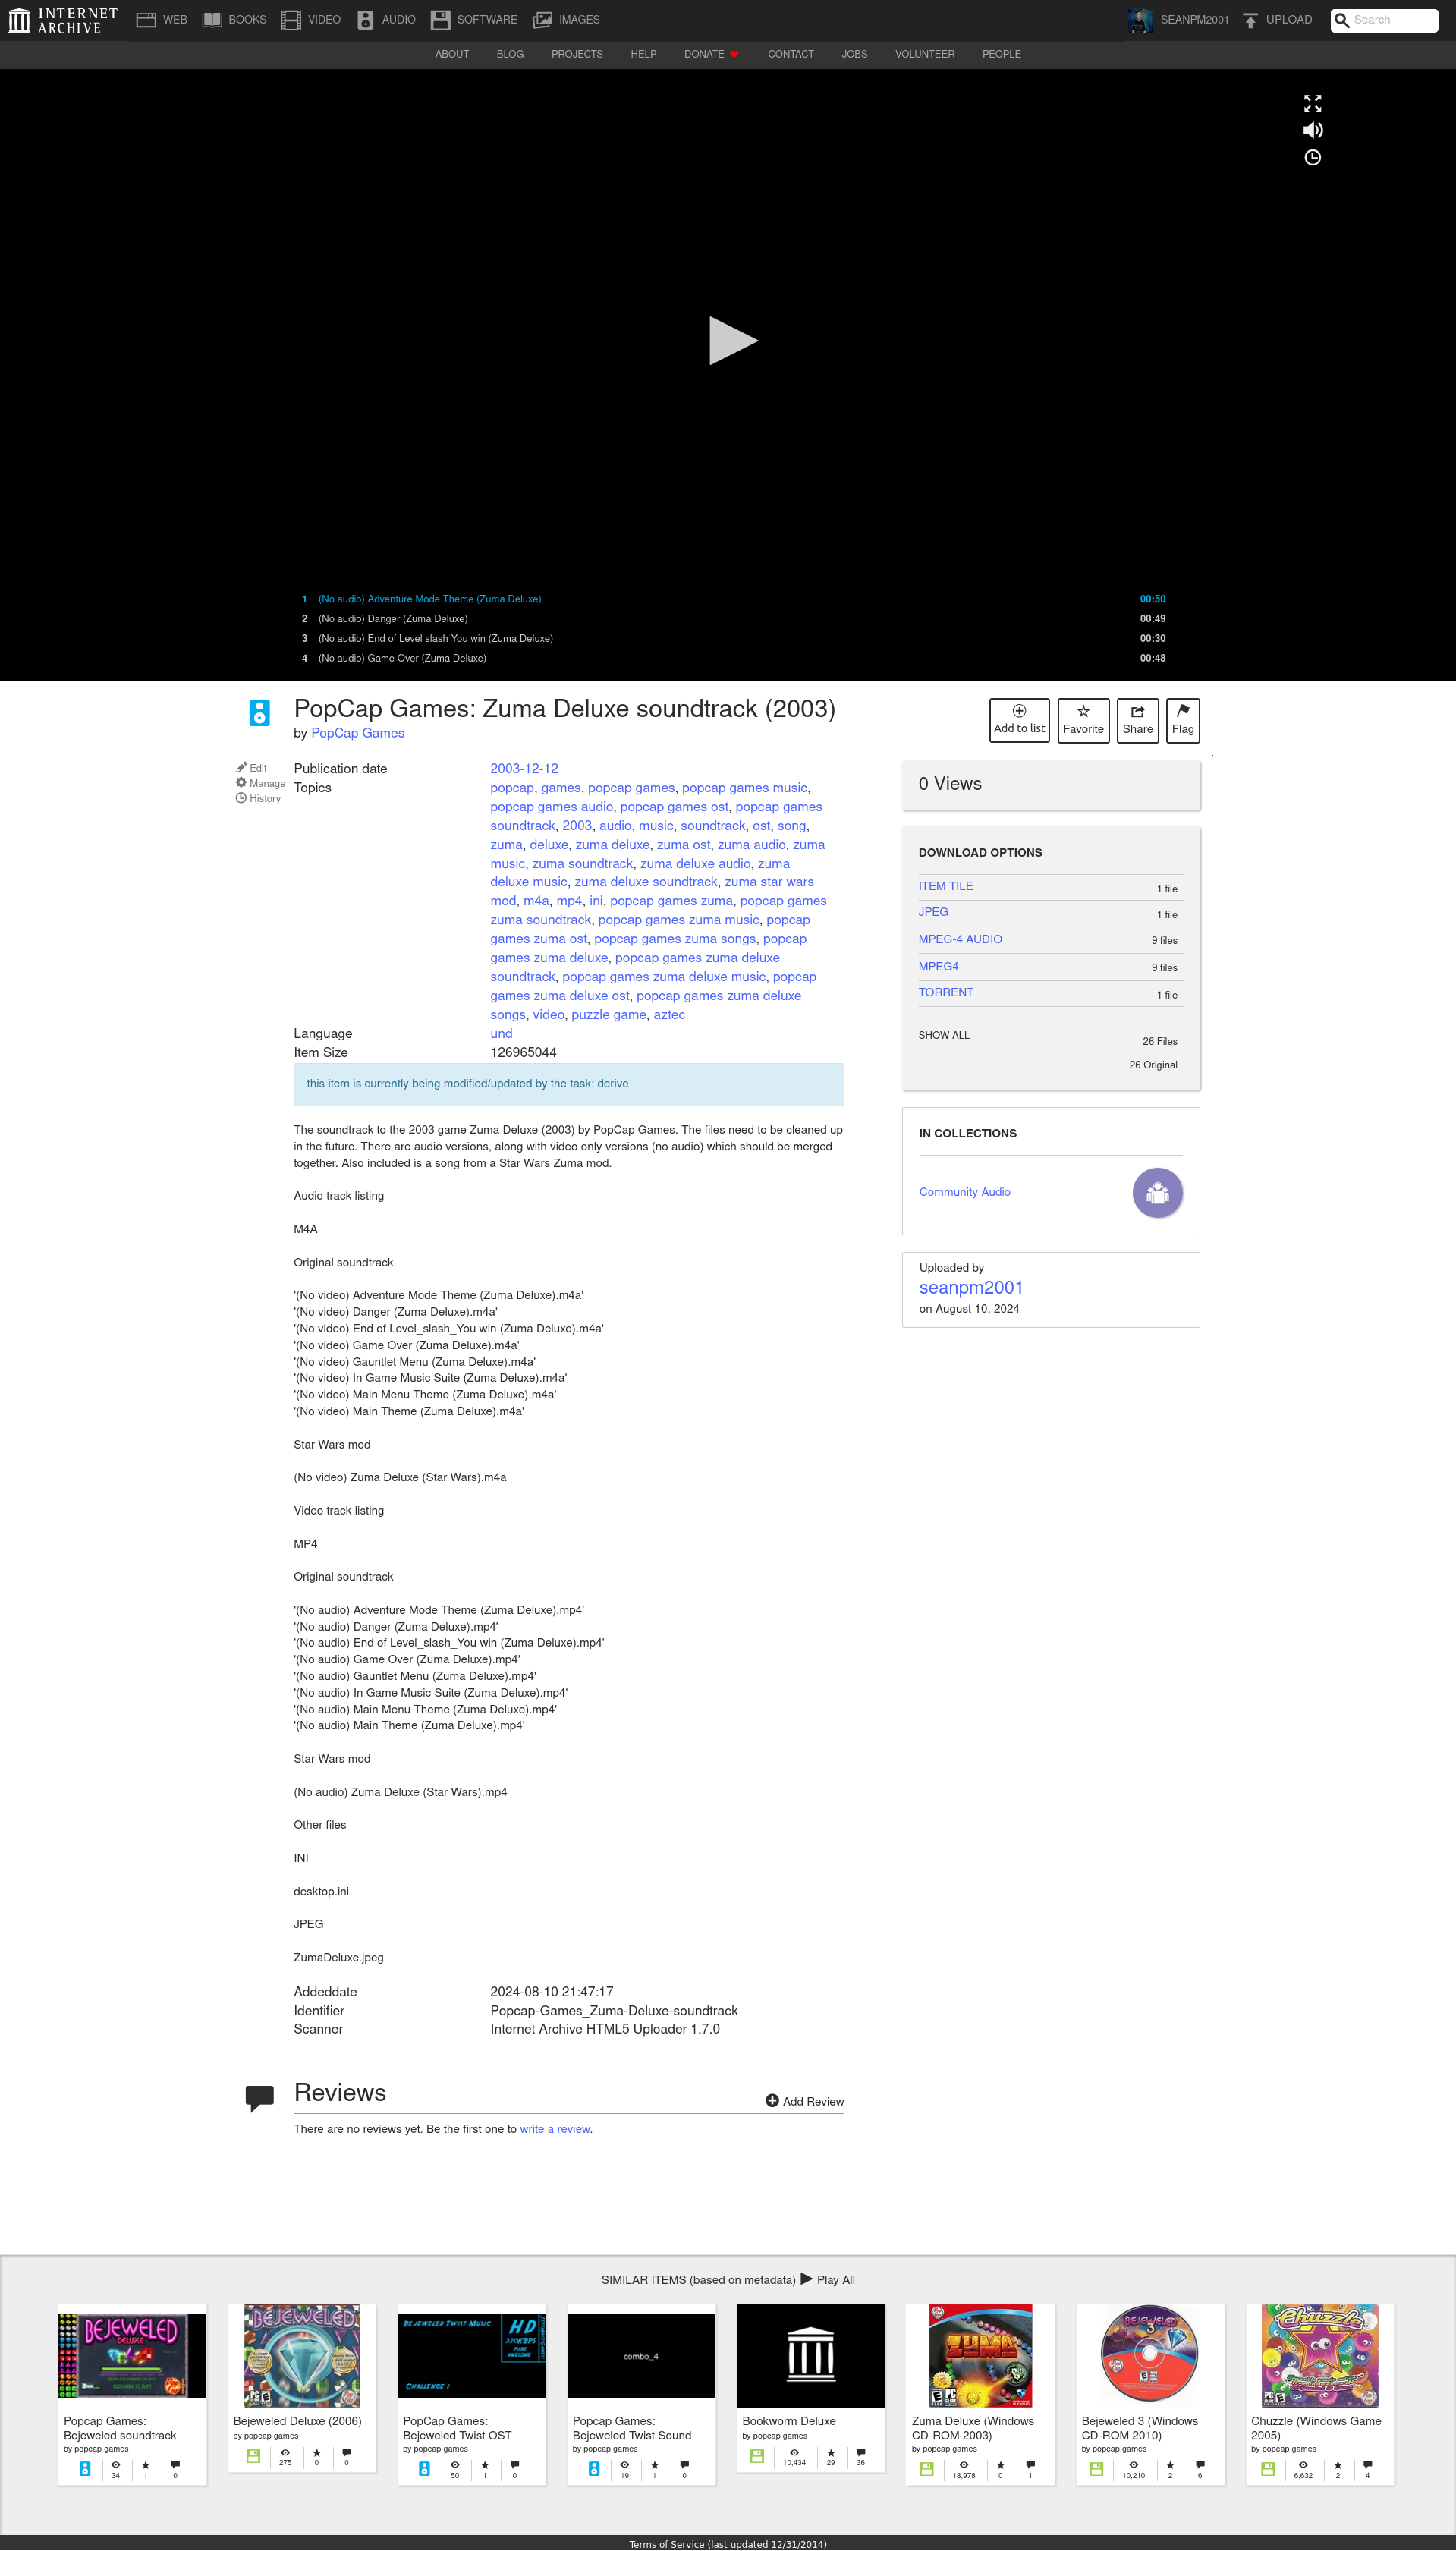 INTERNET ARCHIVE WEB BOOKS VIDEO AUDIO SOFTWARE IMAGES SEANPM2001 UPLOAD Search
ABOUT BLOG PROJECTS HELP DONATE CONTACT JOBS VOLUNTEER PEOPLE
1 (No audio) Adventure Mode Theme (Zuma Deluxe) 00:50
2 (No audio) Danger (Zuma Deluxe) 00:49
3 (No audio) End of Level slash You win (Zuma Deluxe) 00:30
4 (No audio) Game Over (Zuma Deluxe) 00:48
PopCap Games: Zuma Deluxe soundtrack (2003)
by PopCap Games
Add to list Favorite Share Flag
Edit
Manage
History
Publication date 2003-12-12
Topics popcap, games, popcap games, popcap games music,
popcap games audio, popcap games ost, popcap games
soundtrack, 2003, audio, music, soundtrack, ost, song,
zuma, deluxe, zuma deluxe, zuma ost, zuma audio, zuma
music, zuma soundtrack, zuma deluxe audio, zuma
deluxe music, zuma deluxe soundtrack, zuma star wars
mod, m4a, mp4, ini, popcap games zuma, popcap games
zuma soundtrack, popcap games zuma music, popcap
games zuma ost, popcap games zuma songs, popcap
games zuma deluxe, popcap games zuma deluxe
soundtrack, popcap games zuma deluxe music, popcap
games zuma deluxe ost, popcap games zuma deluxe
songs, video, puzzle game, aztec
Language und
Item Size 126965044
this item is currently being modified/updated by the task: derive
The soundtrack to the 2003 game Zuma Deluxe (2003) by PopCap Games. The files need to be cleaned up
in the future. There are audio versions, along with video only versions (no audio) which should be merged
together. Also included is a song from a Star Wars Zuma mod.
Audio track listing
M4A
Original soundtrack
'(No video) Adventure Mode Theme (Zuma Deluxe).m4a'
'(No video) Danger (Zuma Deluxe).m4a'
'(No video) End of Level_slash_You win (Zuma Deluxe).m4a'
'(No video) Game Over (Zuma Deluxe).m4a'
'(No video) Gauntlet Menu (Zuma Deluxe).m4a'
'(No video) In Game Music Suite (Zuma Deluxe).m4a'
'(No video) Main Menu Theme (Zuma Deluxe).m4a'
'(No video) Main Theme (Zuma Deluxe).m4a'
Star Wars mod
(No video) Zuma Deluxe (Star Wars).m4a
Video track listing
MP4
Original soundtrack
'(No audio) Adventure Mode Theme (Zuma Deluxe).mp4'
'(No audio) Danger (Zuma Deluxe).mp4'
'(No audio) End of Level_slash_You win (Zuma Deluxe).mp4'
'(No audio) Game Over (Zuma Deluxe).mp4'
'(No audio) Gauntlet Menu (Zuma Deluxe).mp4'
'(No audio) In Game Music Suite (Zuma Deluxe).mp4'
'(No audio) Main Menu Theme (Zuma Deluxe).mp4'
'(No audio) Main Theme (Zuma Deluxe).mp4'
Star Wars mod
(No audio) Zuma Deluxe (Star Wars).mp4
Other files
INI
desktop.ini
JPEG
ZumaDeluxe.jpeg
Addeddate 2024-08-10 21:47:17
Identifier Popcap-Games_Zuma-Deluxe-soundtrack
Scanner Internet Archive HTML5 Uploader 1.7.0
0 Views
DOWNLOAD OPTIONS
ITEM TILE 1 file
JPEG 1 file
MPEG-4 AUDIO 9 files
MPEG4 9 files
TORRENT 1 file
SHOW ALL 26 Files
26 Original
IN COLLECTIONS
Community Audio
Uploaded by
seanpm2001
on August 10, 2024
Reviews Add Review
There are no reviews yet. Be the first one to write a review.
SIMILAR ITEMS (based on metadata) Play All
BEJEWELED
DELUXE
Popcap Games:
Bejeweled soundtrack
by popcap games
34 1 0
BEJEWELED
Bejeweled Deluxe (2006)
by popcap games
275 0 0
BEJEWELED TWIST MUSIC
HD
320KBPS
CHALLENGE 1
PopCap Games:
Bejeweled Twist OST
by popcap games
50 1 0
combo_4
Popcap Games:
Bejeweled Twist Sound
by popcap games
19 1 0
Bookworm Deluxe
by popcap games
10,434 29 36
ZUMA
Zuma Deluxe (Windows
CD-ROM 2003)
by popcap games
18,978 0 1
BEJEWELED
3
Bejeweled 3 (Windows
CD-ROM 2010)
by popcap games
10,210 2 6
Chuzzle
Chuzzle (Windows Game
2005)
by popcap games
6,632 2 4
Terms of Service (last updated 12/31/2014)